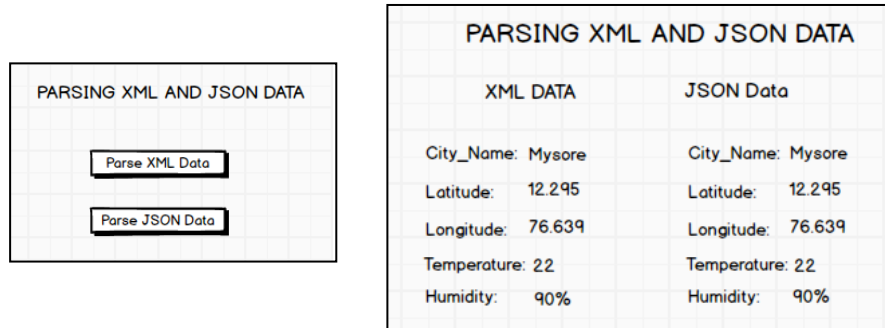 PARSING XML AND JSON DATA
Parse XML Data
Parse JSON Data
PARSING XML AND JSON DATA
XML DATA
City_Name: Mysore
Latitude: 12.295
Longitude: 76.639
Temperature: 22
Humidity: 90%
JSON Data
City_Name: Mysore
Latitude: 12.295
Longitude: 76.639
Temperature: 22
Humidity: 90%